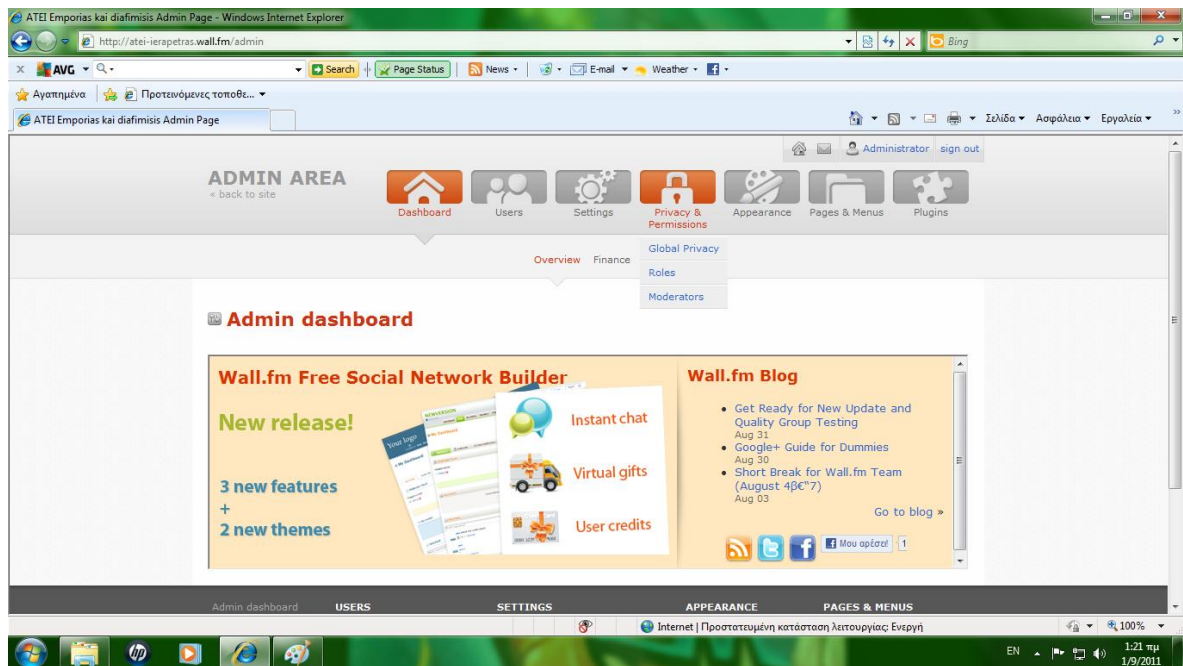 ATEI Emporias kai diafimisis Admin Page - Windows Internet Explorer
http://atei-ierapetras.wall.fm/admin
Bing
x AVG Search Page Status News E-mail Weather
Αγαπημένα Προτεινόμενες τοποθε...
ATEI Emporias kai diafimisis Admin Page
Σελίδα Ασφάλεια Εργαλεία »
Administrator sign out
ADMIN AREA
« back to site
Dashboard Users Settings Privacy & Permissions Appearance Pages & Menus Plugins
Global Privacy
Overview Finance
Roles
Moderators
Admin dashboard
Wall.fm Free Social Network Builder
New release!
Your logo
Instant chat
Virtual gifts
3 new features
+
2 new themes
User credits
Wall.fm Blog
Get Ready for New Update and
Quality Group Testing
Aug 31
Google+ Guide for Dummies
Aug 30
Short Break for Wall.fm Team
(August 4β€"7)
Aug 03
Go to blog »
Μου αρέσει! 1
Admin dashboard USERS SETTINGS APPEARANCE PAGES & MENUS
Internet | Προστατευμένη κατάσταση λειτουργίας: Ενεργή 100%
EN 1:21 πμ
1/9/2011